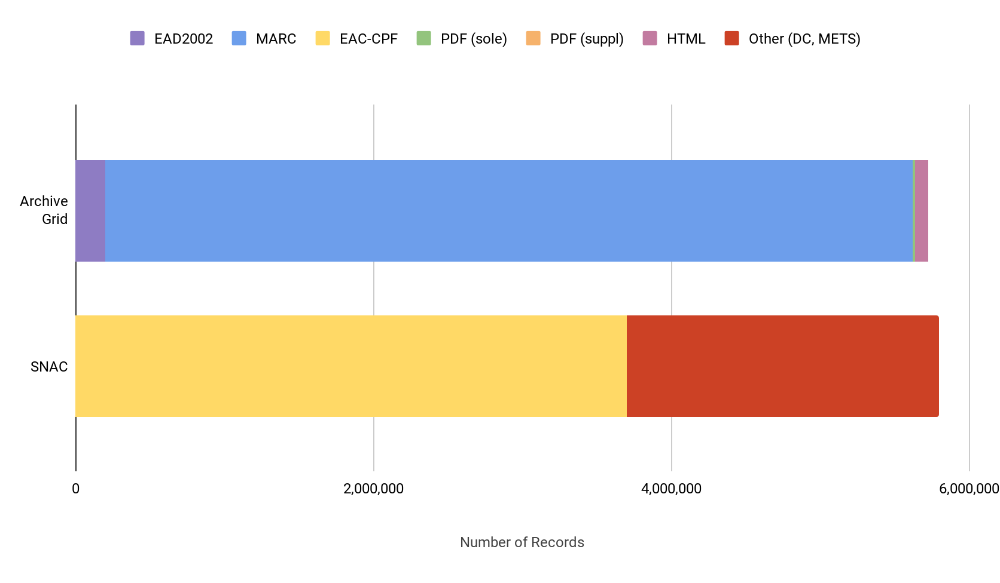 EAD2002 MARC EAC-CPF PDF (sole) PDF (suppl) HTML Other (DC, METS)
Archive
Grid
SNAC
0 2,000,000 4,000,000 6,000,000
Number of Records